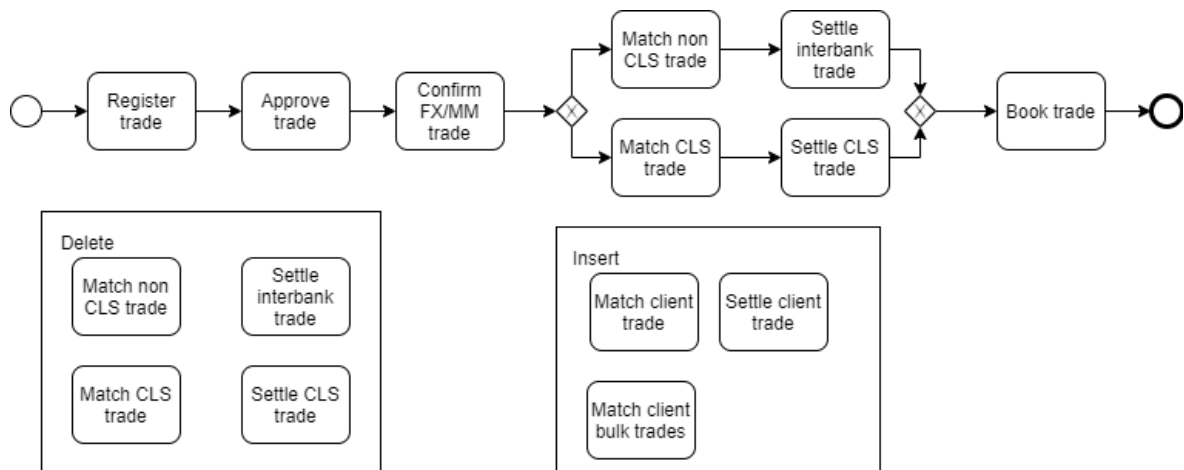 Register
trade
Approve
trade
Confirm
FX/MM
trade
Match non
CLS trade
Settle
interbank
trade
Match CLS
trade
Settle CLS
trade
Book trade
Delete
Match non
CLS trade
Settle
interbank
trade
Match CLS
trade
Settle CLS
trade
Insert
Match client
trade
Settle client
trade
Match client
bulk trades